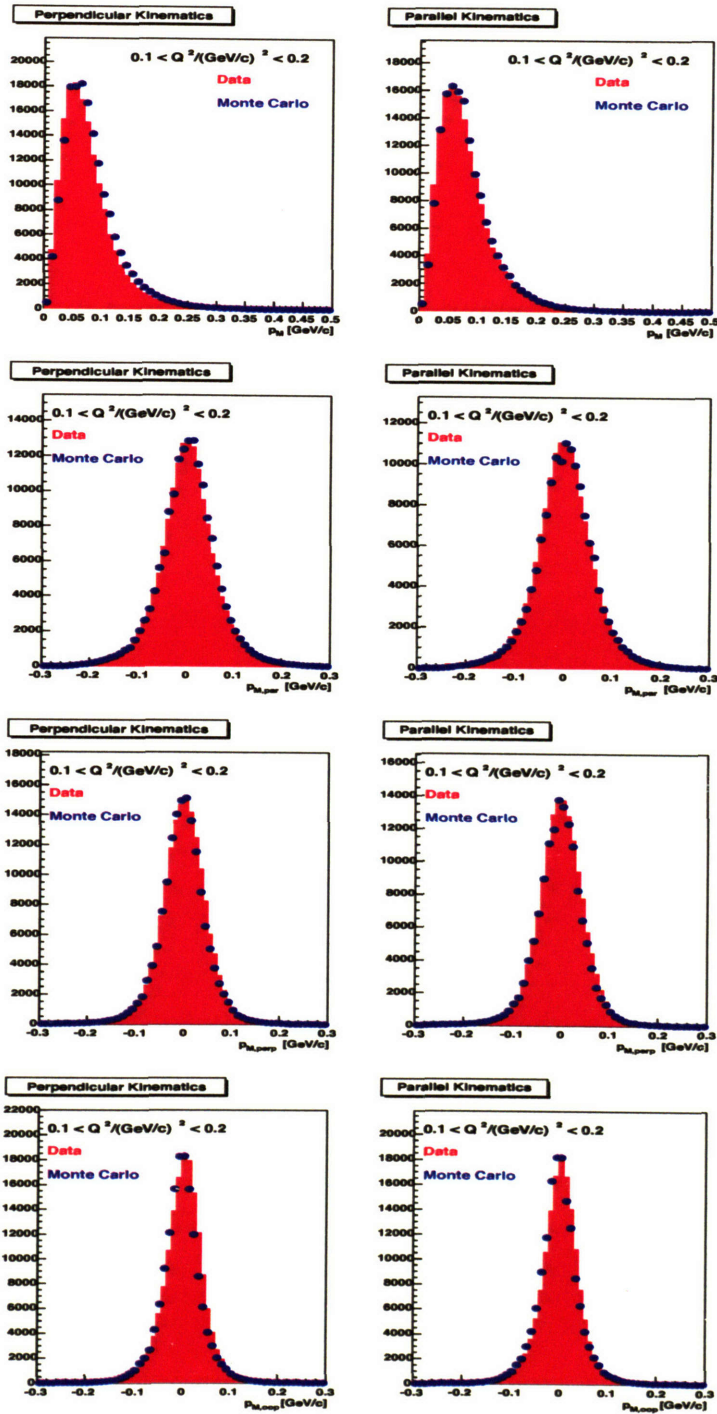 Perpendicular Kinematics
0.1 < Q²/(GeV/c)² < 0.2
Data
Monte Carlo
20000
18000
16000
14000
12000
10000
8000
6000
4000
2000
0
0 0.05 0.1 0.15 0.2 0.25 0.3 0.35 0.4 0.45 0.5
p_M [GeV/c]
Parallel Kinematics
0.1 < Q²/(GeV/c)² < 0.2
Data
Monte Carlo
18000
16000
14000
12000
10000
8000
6000
4000
2000
0
0 0.05 0.1 0.15 0.2 0.25 0.3 0.35 0.4 0.45 0.5
p_M [GeV/c]
Perpendicular Kinematics
0.1 < Q²/(GeV/c)² < 0.2
Data
Monte Carlo
14000
12000
10000
8000
6000
4000
2000
0
-0.3 -0.2 -0.1 0 0.1 0.2 0.3
p_M,par [GeV/c]
Parallel Kinematics
0.1 < Q²/(GeV/c)² < 0.2
Data
Monte Carlo
12000
10000
8000
6000
4000
2000
0
-0.3 -0.2 -0.1 0 0.1 0.2 0.3
p_M,par [GeV/c]
Perpendicular Kinematics
0.1 < Q²/(GeV/c)² < 0.2
Data
Monte Carlo
18000
16000
14000
12000
10000
8000
6000
4000
2000
0
-0.3 -0.2 -0.1 0 0.1 0.2 0.3
p_M,perp [GeV/c]
Parallel Kinematics
0.1 < Q²/(GeV/c)² < 0.2
Data
Monte Carlo
16000
14000
12000
10000
8000
6000
4000
2000
0
-0.3 -0.2 -0.1 0 0.1 0.2 0.3
p_M,perp [GeV/c]
Perpendicular Kinematics
0.1 < Q²/(GeV/c)² < 0.2
Data
Monte Carlo
22000
20000
18000
16000
14000
12000
10000
8000
6000
4000
2000
0
-0.3 -0.2 -0.1 0 0.1 0.2 0.3
p_M,oop [GeV/c]
Parallel Kinematics
0.1 < Q²/(GeV/c)² < 0.2
Data
Monte Carlo
20000
18000
16000
14000
12000
10000
8000
6000
4000
2000
0
-0.3 -0.2 -0.1 0 0.1 0.2 0.3
p_M,oop [GeV/c]